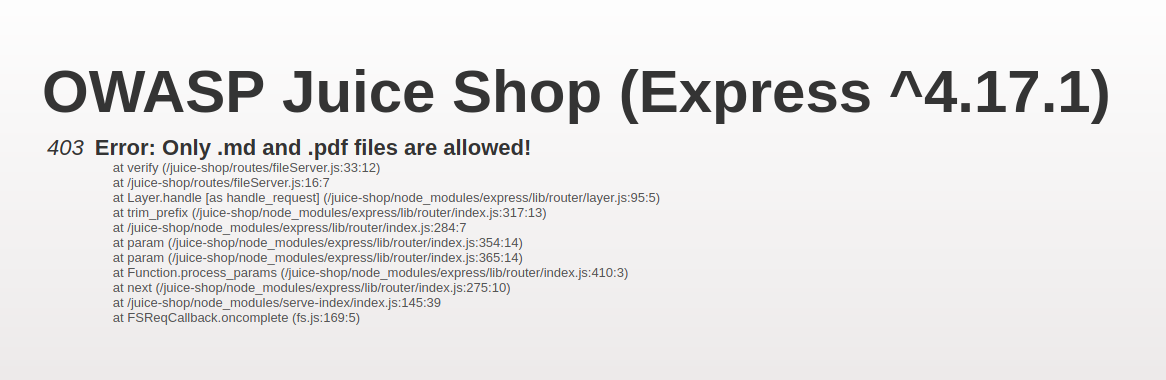 OWASP Juice Shop (Express ^4.17.1)
403 Error: Only .md and .pdf files are allowed!
at verify (/juice-shop/routes/fileServer.js:33:12)
at /juice-shop/routes/fileServer.js:16:7
at Layer.handle [as handle_request] (/juice-shop/node_modules/express/lib/router/layer.js:95:5)
at trim_prefix (/juice-shop/node_modules/express/lib/router/index.js:317:13)
at /juice-shop/node_modules/express/lib/router/index.js:284:7
at param (/juice-shop/node_modules/express/lib/router/index.js:354:14)
at param (/juice-shop/node_modules/express/lib/router/index.js:365:14)
at Function.process_params (/juice-shop/node_modules/express/lib/router/index.js:410:3)
at next (/juice-shop/node_modules/express/lib/router/index.js:275:10)
at /juice-shop/node_modules/serve-index/index.js:145:39
at FSReqCallback.oncomplete (fs.js:169:5)